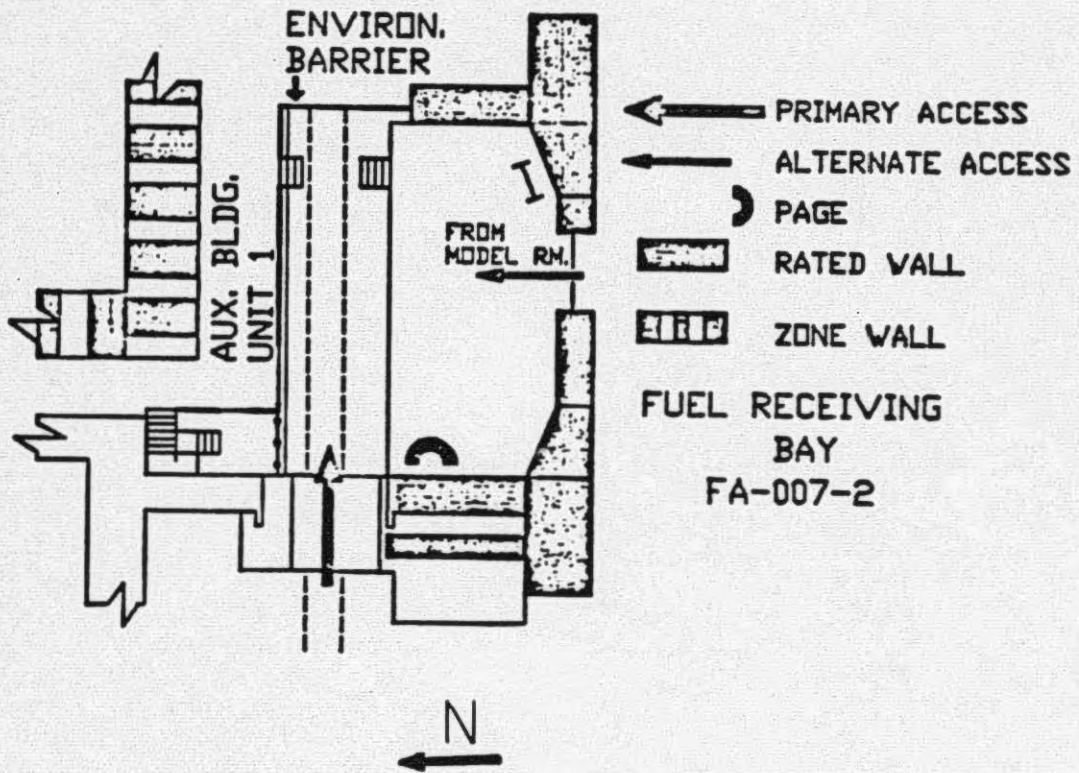 ENVIRON.
BARRIER
AUX. BLDG.
UNIT 1
FROM
MODEL RM.
PRIMARY ACCESS
ALTERNATE ACCESS
PAGE
RATED WALL
ZONE WALL
FUEL RECEIVING
BAY
FA-007-2
N